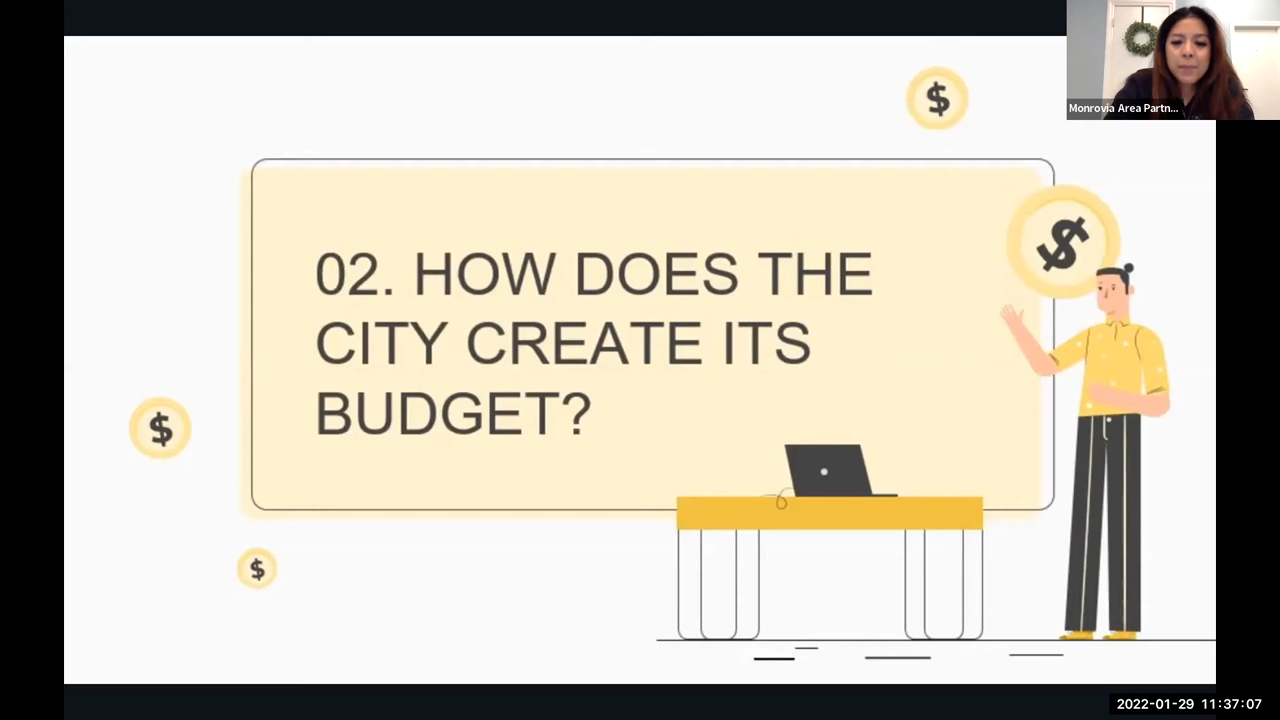 Monrovia Area Partn...
$
$
02. HOW DOES THE
CITY CREATE ITS
BUDGET?
$
$
2022-01-29 11:37:07